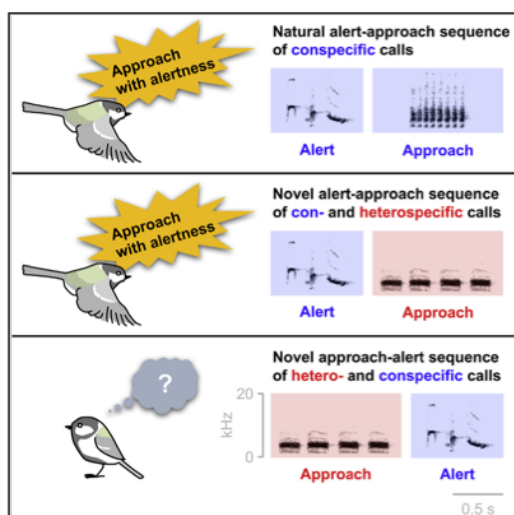 Approach
with alertness
Natural alert-approach sequence
of conspecific calls
Alert Approach
Approach
with alertness
Novel alert-approach sequence
of con- and heterospecific calls
Alert Approach
?
Novel approach-alert sequence
of hetero- and conspecific calls
20
kHz
0
Approach Alert
0.5 s